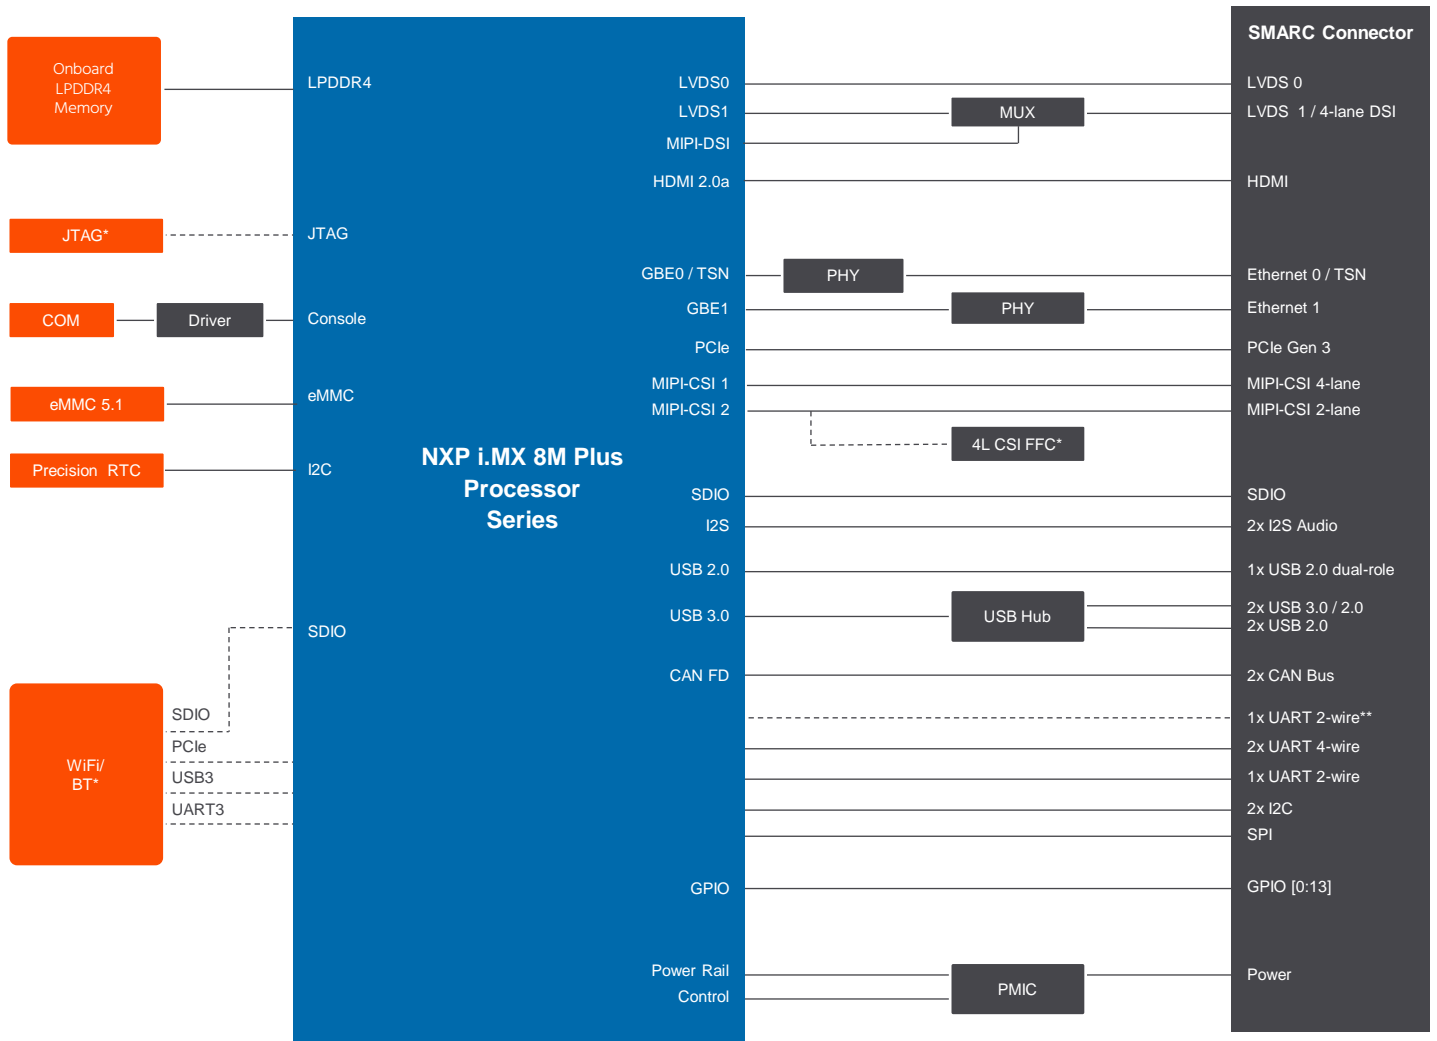 SMARC Connector
Onboard
LPDDR4
Memory
LPDDR4
LVDS0
LVDS 0
LVDS1
MUX
LVDS 1 / 4-lane DSI
MIPI-DSI
HDMI 2.0a
HDMI
JTAG*
JTAG
GBE0 / TSN
PHY
Ethernet 0 / TSN
COM
Driver
Console
GBE1
PHY
Ethernet 1
PCIe
PCIe Gen 3
MIPI-CSI 1
MIPI-CSI 4-lane
eMMC 5.1
eMMC
MIPI-CSI 2
MIPI-CSI 2-lane
4L CSI FFC*
Precision RTC
I2C
NXP i.MX 8M Plus
Processor
Series
SDIO
SDIO
I2S
2x I2S Audio
USB 2.0
1x USB 2.0 dual-role
USB 3.0
USB Hub
2x USB 3.0 / 2.0
2x USB 2.0
SDIO
CAN FD
2x CAN Bus
WiFi/
BT*
SDIO
PCIe
USB3
UART3
1x UART 2-wire**
2x UART 4-wire
1x UART 2-wire
2x I2C
SPI
GPIO
GPIO [0:13]
Power Rail
Control
PMIC
Power